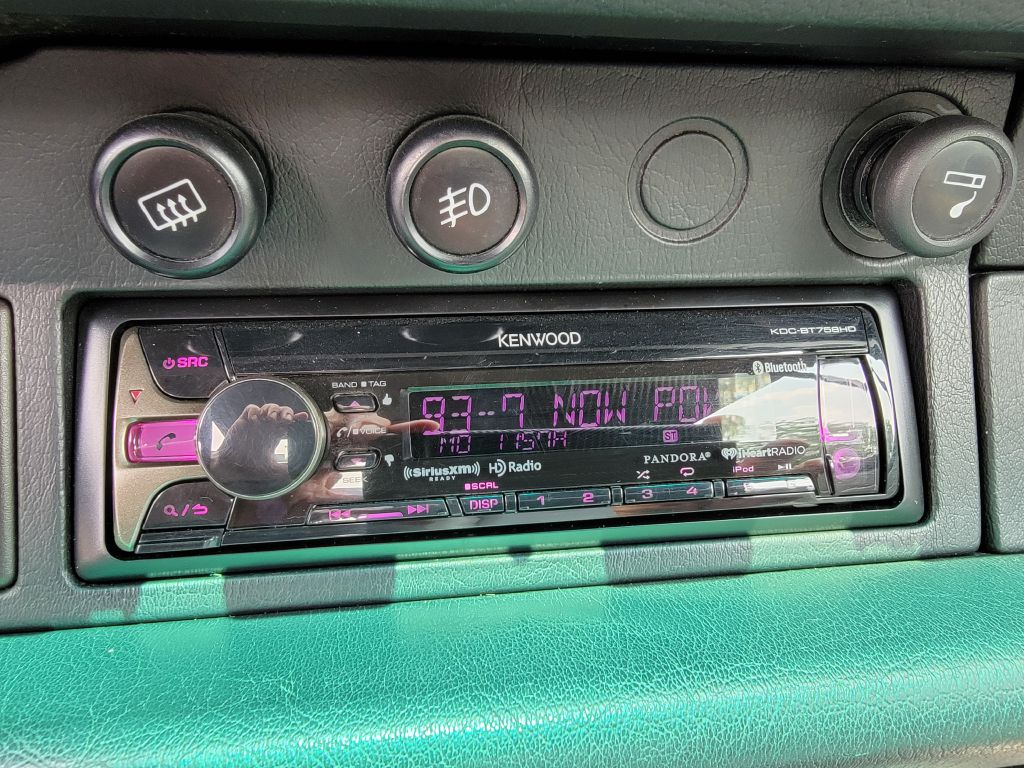 KENWOOD
KDC-BT758HD
SRC
BAND TAG
Bluetooth
93-7 NOW POW
VOICE
ST
SiriusXM
READY
HD Radio
PANDORA
iHeartRADIO
SEEK
iPod
SCRL
DISP
1 2
3 4